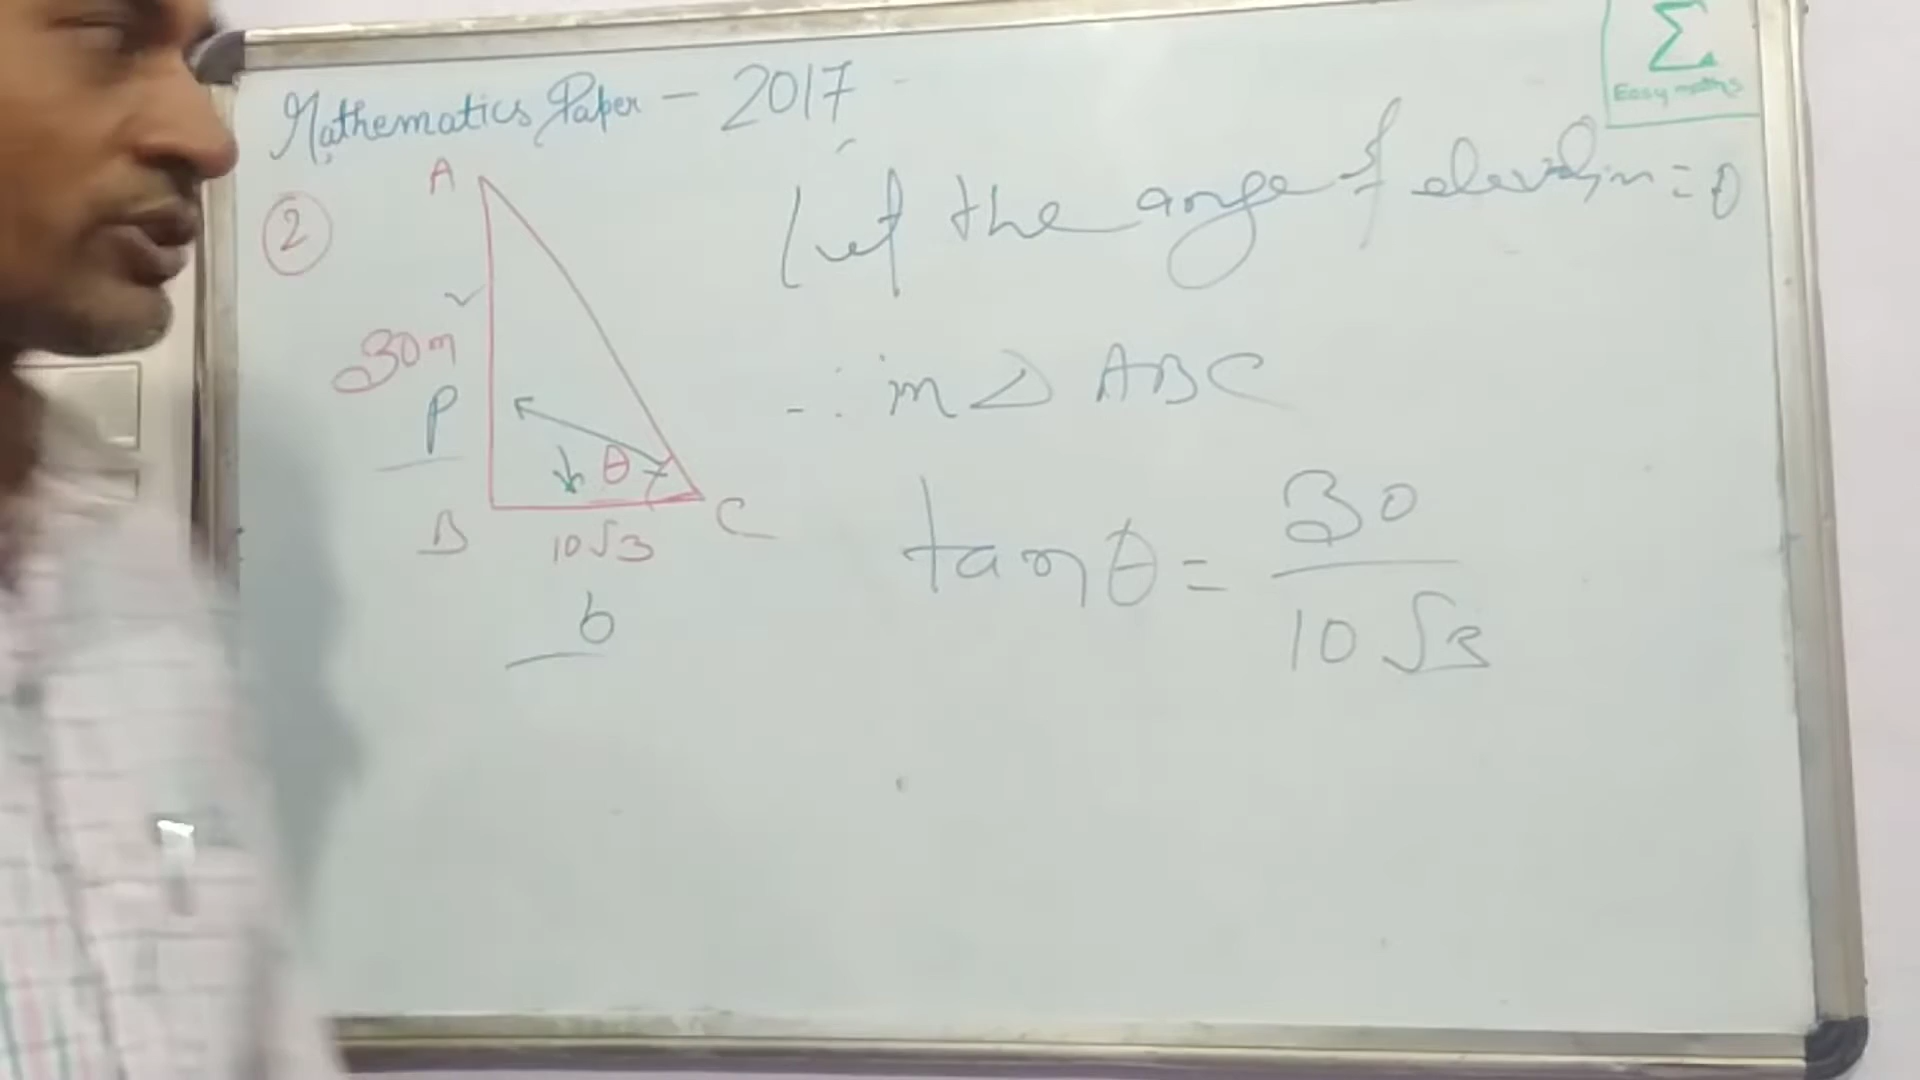 Mathematics Paper - 2017
Σ
Easy maths
2
A
30m
P
θ
B
C
10√3
b
Let the angle of elevation = θ
∴ in △ ABC
tanθ = 30
10√3